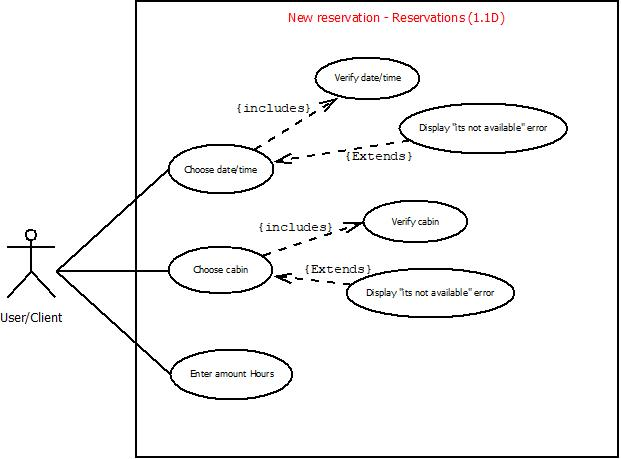 New reservation - Reservations (1.1D)
Verify date/time
{includes}
Display "its not available" error
{Extends}
Choose date/time
Verify cabin
{includes}
Choose cabin
{Extends}
Display "its not available" error
User/Client
Enter amount Hours